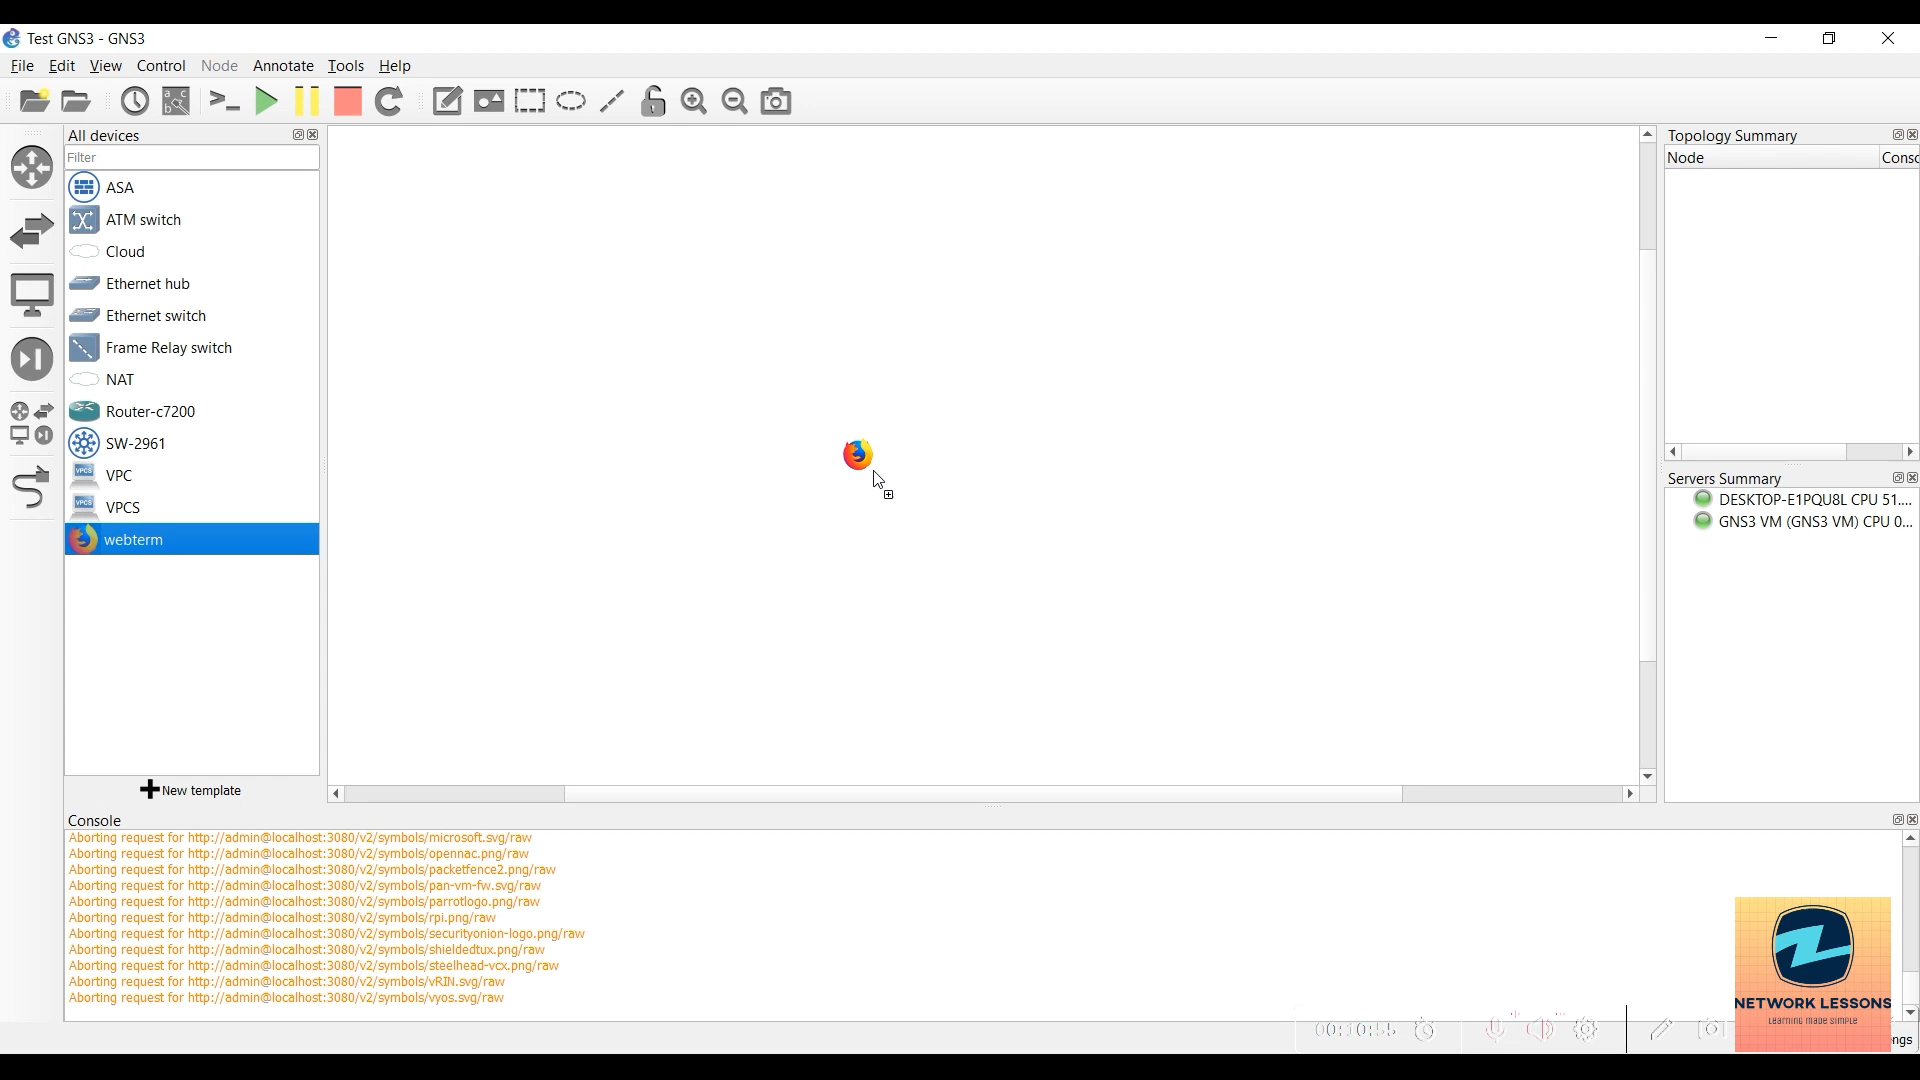 Test GNS3 - GNS3
File Edit View Control Node Annotate Tools Help
All devices
Filter
ASA
ATM switch
Cloud
Ethernet hub
Ethernet switch
Frame Relay switch
NAT
Router-c7200
SW-2961
VPC
VPCS
webterm
New template
Topology Summary
Node Conso
Servers Summary
DESKTOP-E1PQU8L CPU 51....
GNS3 VM (GNS3 VM) CPU 0...
Console
Aborting request for http://admin@localhost:3080/v2/symbols/microsoft.svg/raw
Aborting request for http://admin@localhost:3080/v2/symbols/opennac.png/raw
Aborting request for http://admin@localhost:3080/v2/symbols/packetfence2.png/raw
Aborting request for http://admin@localhost:3080/v2/symbols/pan-vm-fw.svg/raw
Aborting request for http://admin@localhost:3080/v2/symbols/parrotlogo.png/raw
Aborting request for http://admin@localhost:3080/v2/symbols/rpi.png/raw
Aborting request for http://admin@localhost:3080/v2/symbols/securityonion-logo.png/raw
Aborting request for http://admin@localhost:3080/v2/symbols/shieldedtux.png/raw
Aborting request for http://admin@localhost:3080/v2/symbols/steelhead-vcx.png/raw
Aborting request for http://admin@localhost:3080/v2/symbols/vRIN.svg/raw
Aborting request for http://admin@localhost:3080/v2/symbols/vyos.svg/raw
00:10:55
NETWORK LESSONS
Learning made simple
ngs